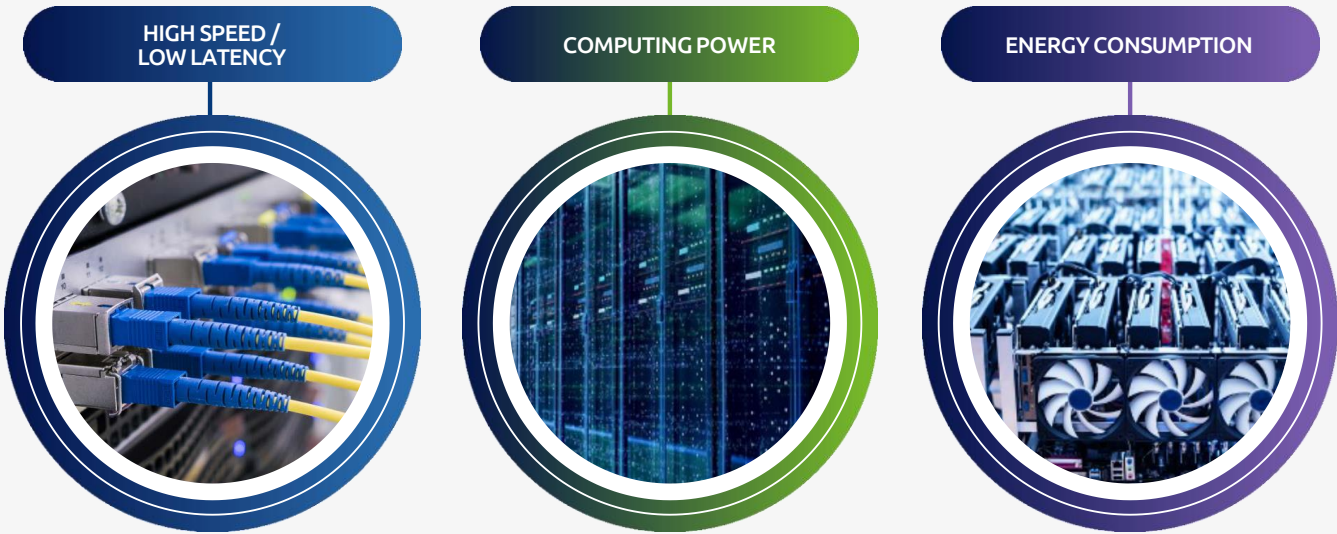 HIGH SPEED /
LOW LATENCY
COMPUTING POWER
ENERGY CONSUMPTION